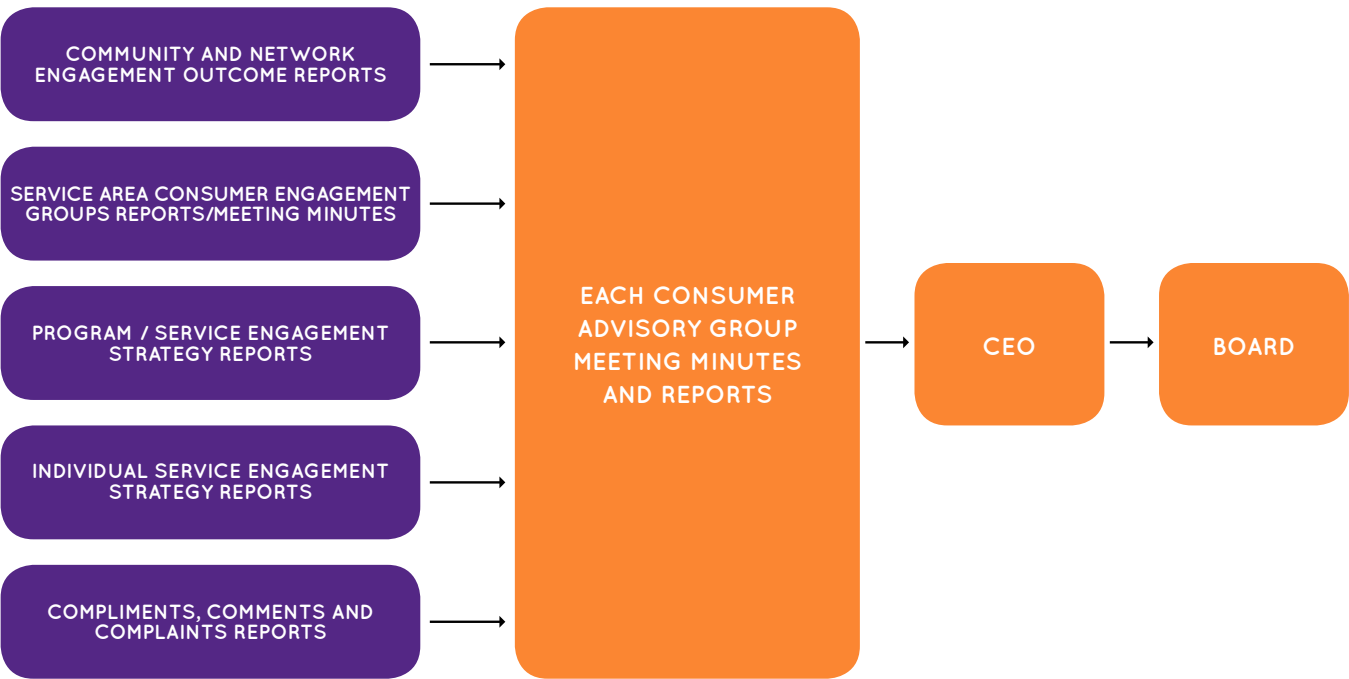 COMMUNITY AND NETWORK
ENGAGEMENT OUTCOME REPORTS
SERVICE AREA CONSUMER ENGAGEMENT
GROUPS REPORTS/MEETING MINUTES
PROGRAM / SERVICE ENGAGEMENT
STRATEGY REPORTS
INDIVIDUAL SERVICE ENGAGEMENT
STRATEGY REPORTS
COMPLIMENTS, COMMENTS AND
COMPLAINTS REPORTS
EACH CONSUMER
ADVISORY GROUP
MEETING MINUTES
AND REPORTS
CEO
BOARD